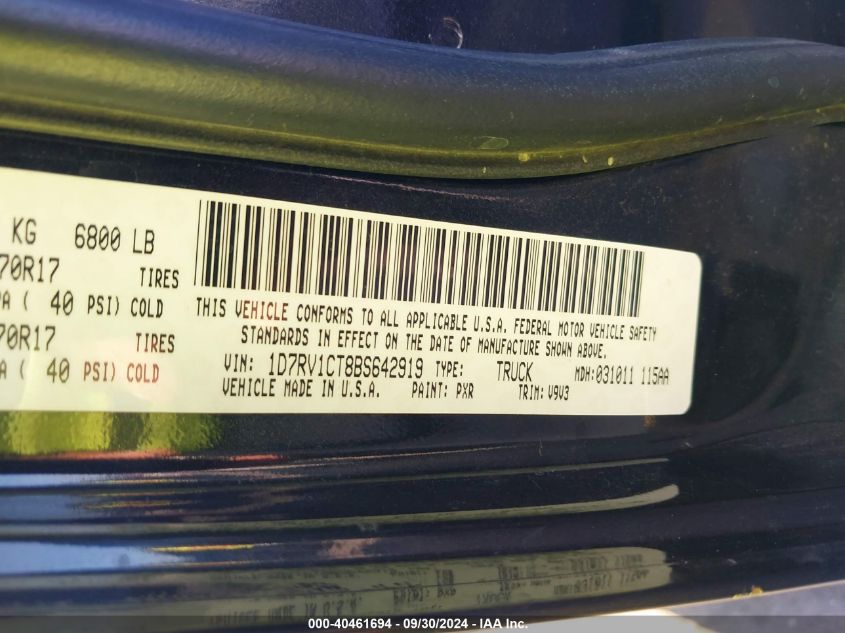 KG 6800 LB
70R17 TIRES
PA ( 40 PSI) COLD
70R17 TIRES
PA ( 40 PSI) COLD
THIS VEHICLE CONFORMS TO ALL APPLICABLE U.S.A. FEDERAL MOTOR VEHICLE SAFETY
STANDARDS IN EFFECT ON THE DATE OF MANUFACTURE SHOWN ABOVE.
VIN: 1D7RV1CT8BS642919 TYPE: TRUCK MDH:031011 115AA
VEHICLE MADE IN U.S.A. PAINT: PXR TRIM: V9V3
000-40461694 - 09/30/2024 - IAA Inc.